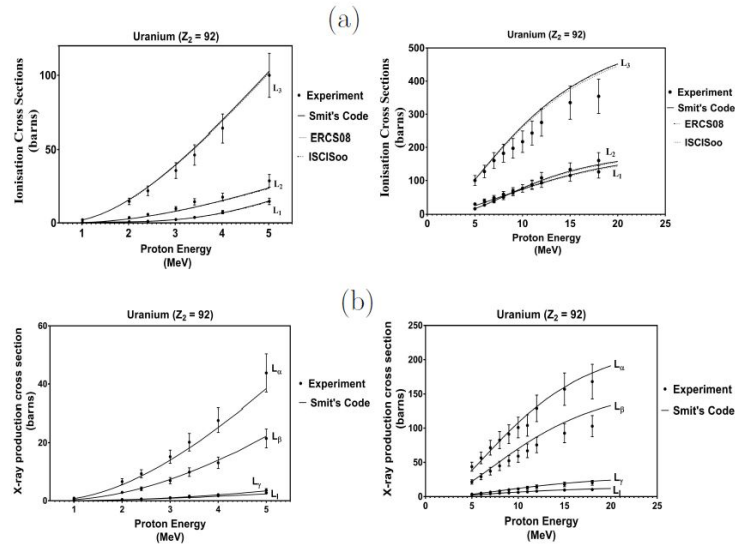 (a)
Uranium (Z2 = 92)
Ionisation Cross Sections
(barns)
100
50
0
1 2 3 4 5
Proton Energy
(MeV)
L3
L2
L1
Experiment
Smit's Code
ERCS08
ISCISoo
Uranium (Z2 = 92)
Ionisation Cross Sections
(barns)
500
400
300
200
100
0
0 5 10 15 20 25
Proton Energy
(MeV)
L3
L2
L1
Experiment
Smit's Code
ERCS08
ISCISoo
(b)
Uranium (Z2 = 92)
X-ray production cross section
(barns)
60
40
20
0
1 2 3 4 5
Proton Energy
(MeV)
Lα
Lβ
Lγ
Ll
Experiment
Smit's Code
Uranium (Z2 = 92)
X-ray production cross section
(barns)
250
200
150
100
50
0
0 5 10 15 20 25
Proton Energy
(MeV)
Lα
Lβ
Lγ
Ll
Experiment
Smit's Code